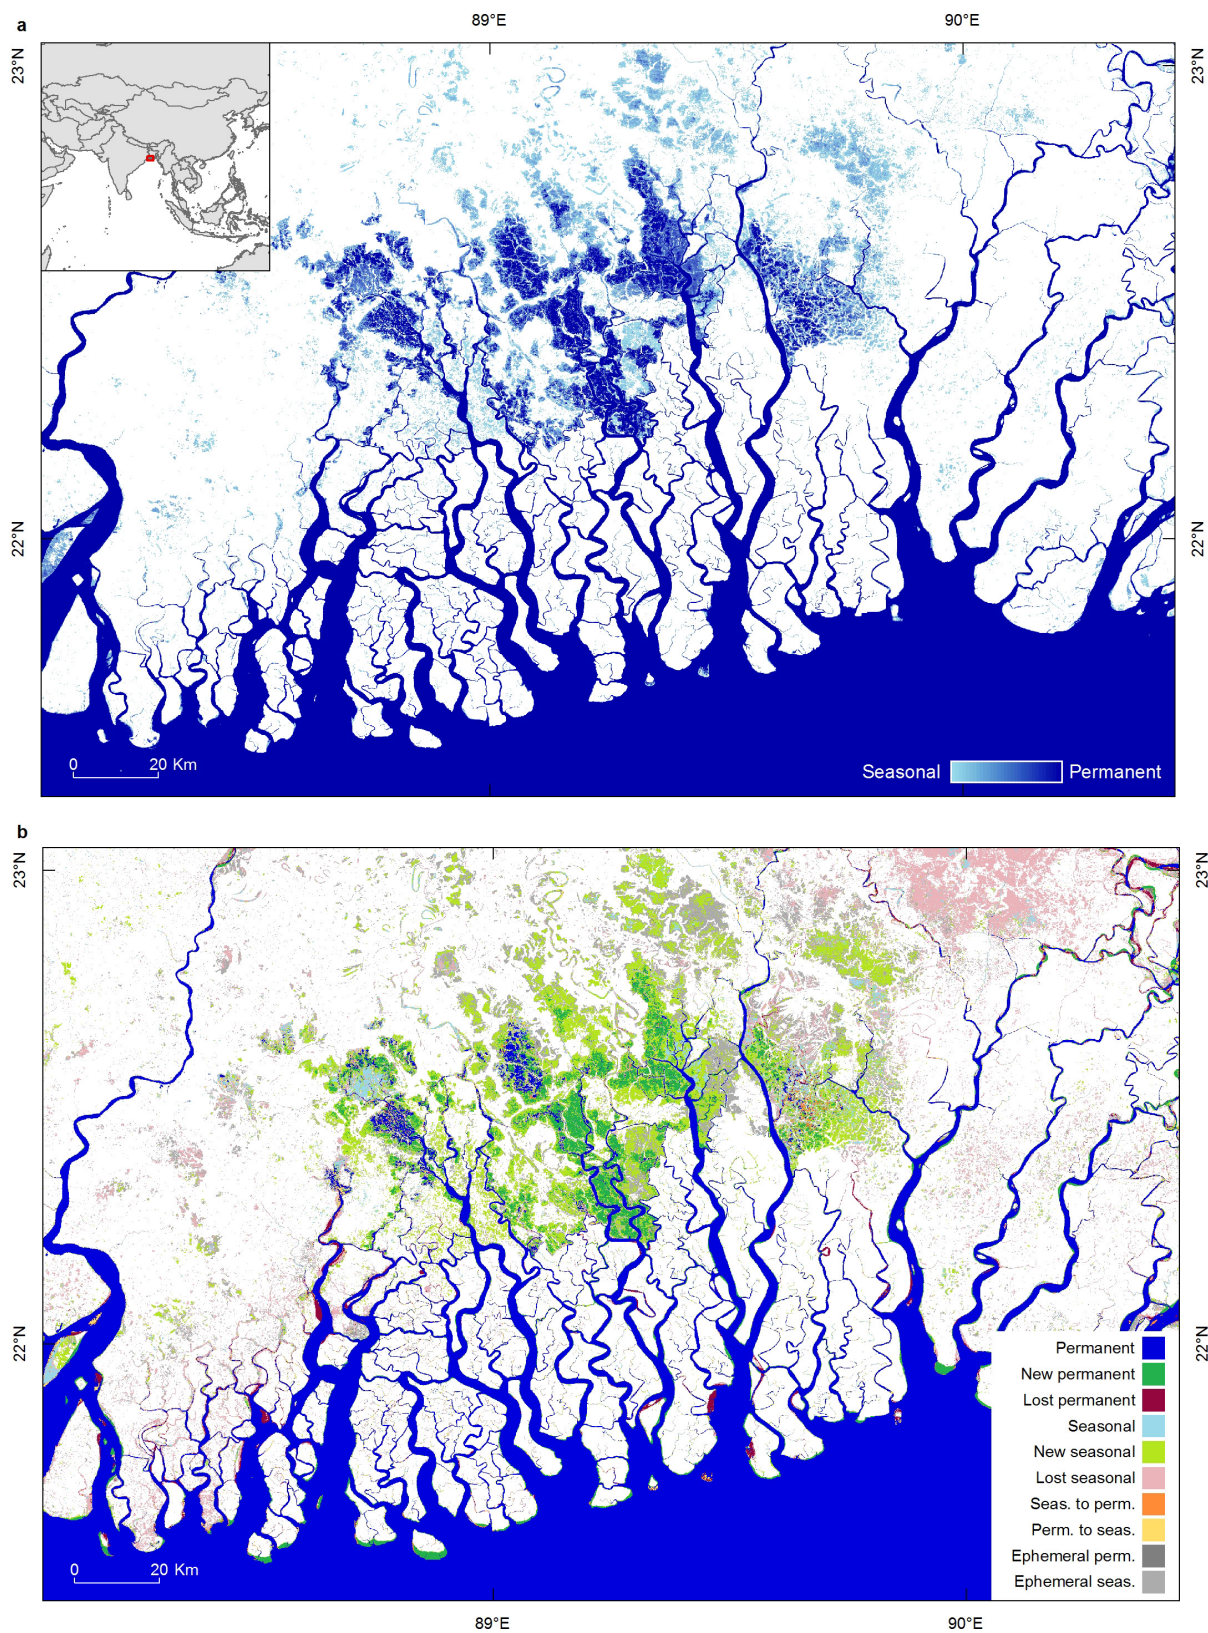 a
89°E
90°E
23°N
23°N
22°N
22°N
0 20 Km
Seasonal
Permanent
b
23°N
23°N
22°N
22°N
Permanent
New permanent
Lost permanent
Seasonal
New seasonal
Lost seasonal
Seas. to perm.
Perm. to seas.
Ephemeral perm.
Ephemeral seas.
0 20 Km
89°E
90°E